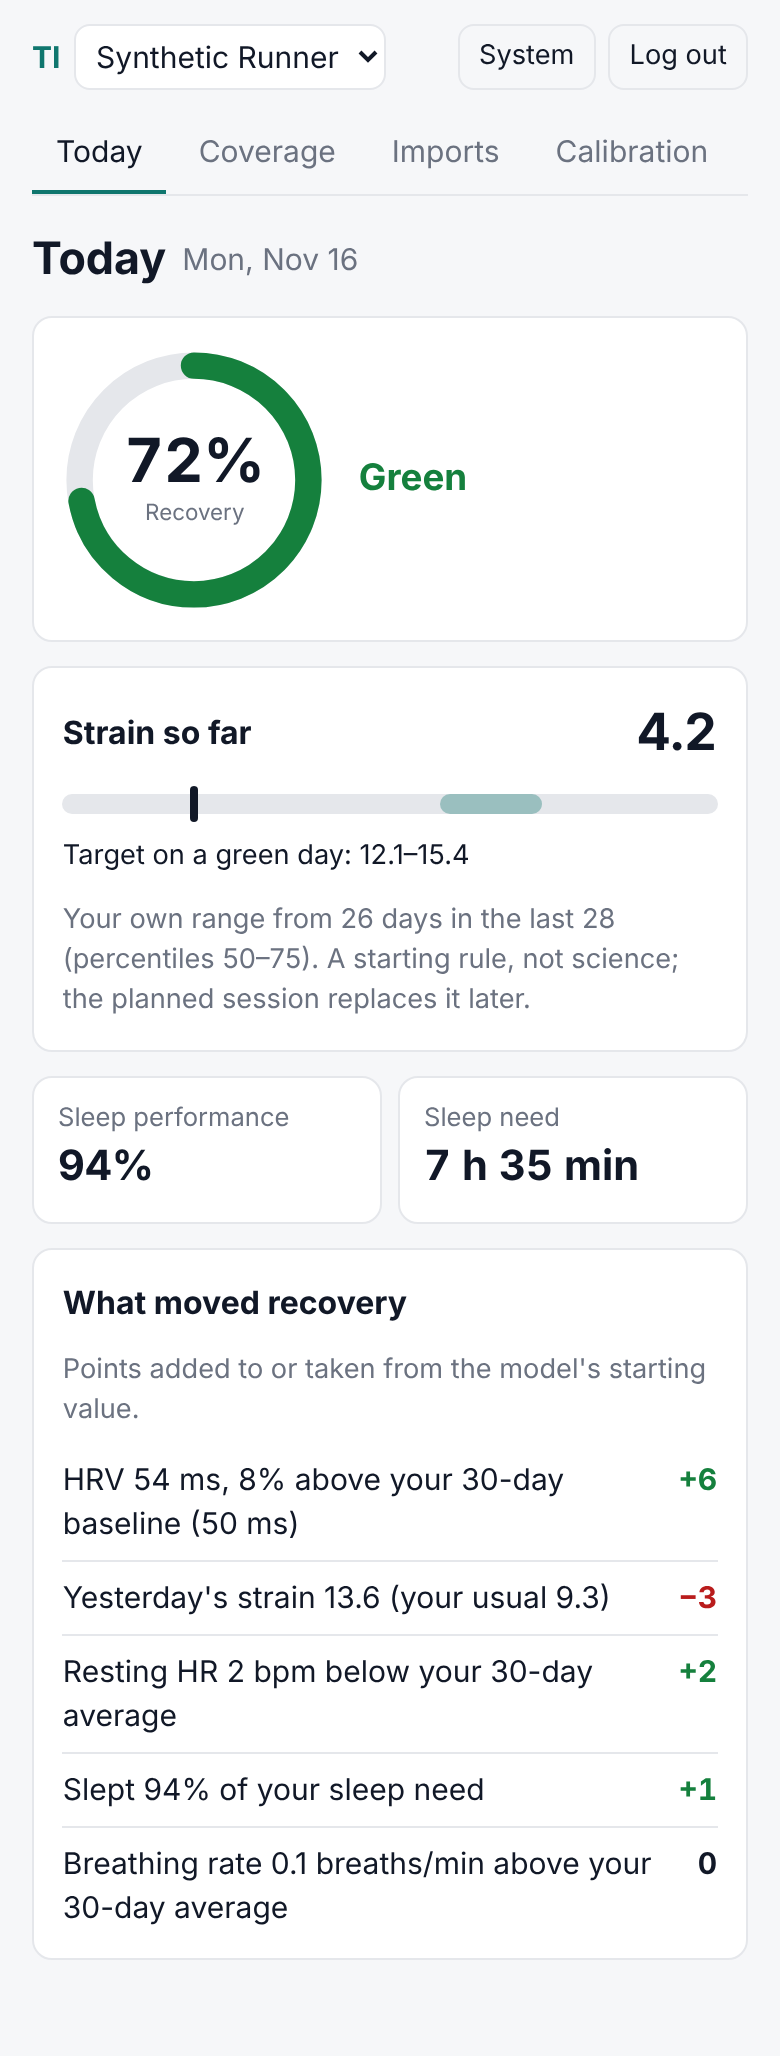 TI Synthetic Runner System Log out
Today Coverage Imports Calibration
Today Mon, Nov 16
72%
Recovery
Green
Strain so far 4.2
Target on a green day: 12.1–15.4
Your own range from 26 days in the last 28
(percentiles 50–75). A starting rule, not science;
the planned session replaces it later.
Sleep performance
94%
Sleep need
7 h 35 min
What moved recovery
Points added to or taken from the model's starting
value.
HRV 54 ms, 8% above your 30-day +6
baseline (50 ms)
Yesterday's strain 13.6 (your usual 9.3) −3
Resting HR 2 bpm below your 30-day +2
average
Slept 94% of your sleep need +1
Breathing rate 0.1 breaths/min above your 0
30-day average